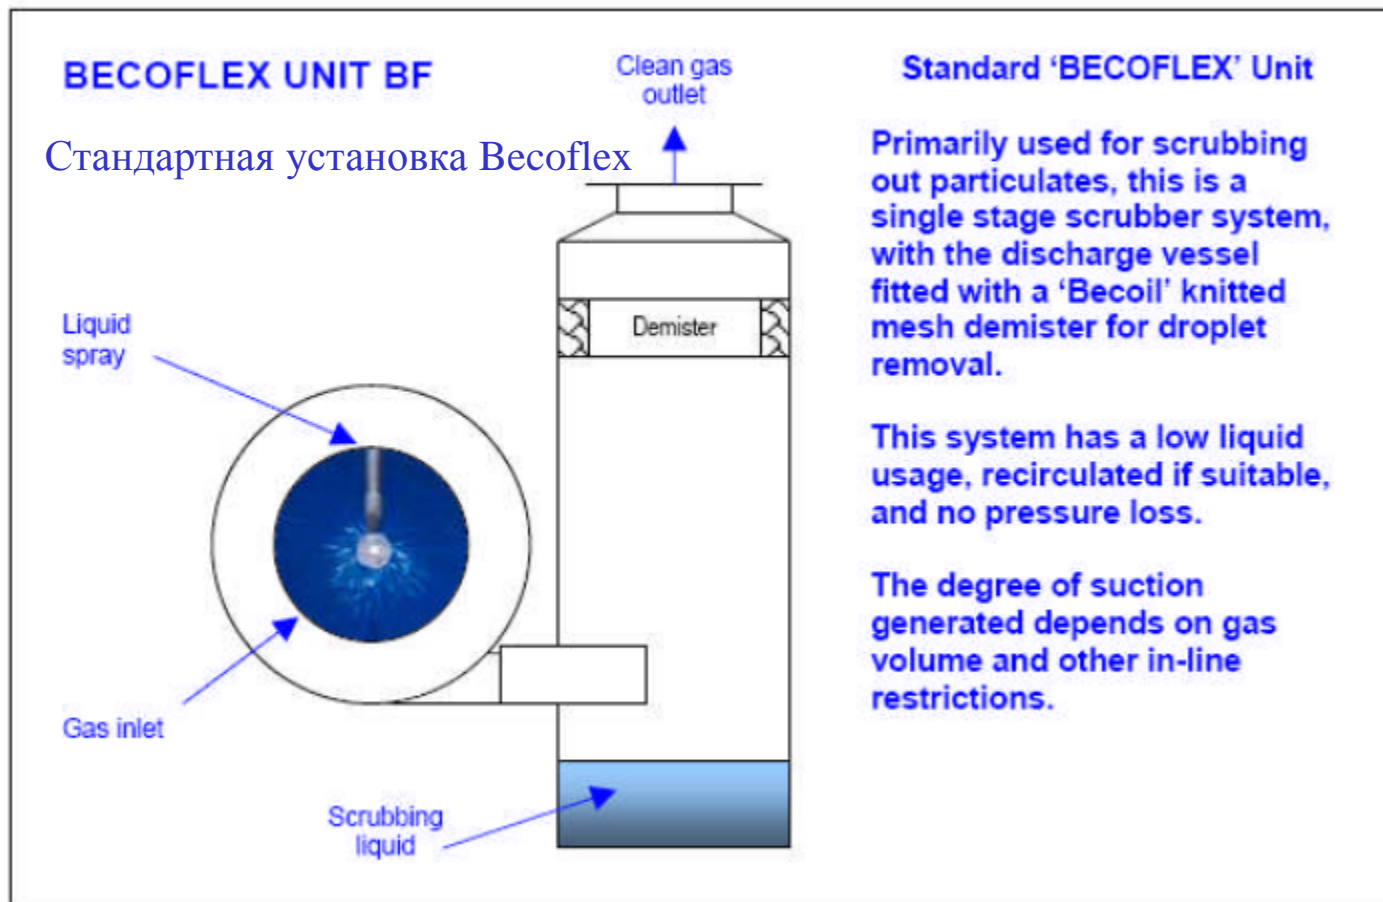 BECOFLEX UNIT BF
Стандартная установка Becoflex
Clean gas
outlet
Demister
Liquid
spray
Gas inlet
Scrubbing
liquid
Standard ‘BECOFLEX’ Unit
Primarily used for scrubbing
out particulates, this is a
single stage scrubber system,
with the discharge vessel
fitted with a ‘Becoil’ knitted
mesh demister for droplet
removal.
This system has a low liquid
usage, recirculated if suitable,
and no pressure loss.
The degree of suction
generated depends on gas
volume and other in-line
restrictions.